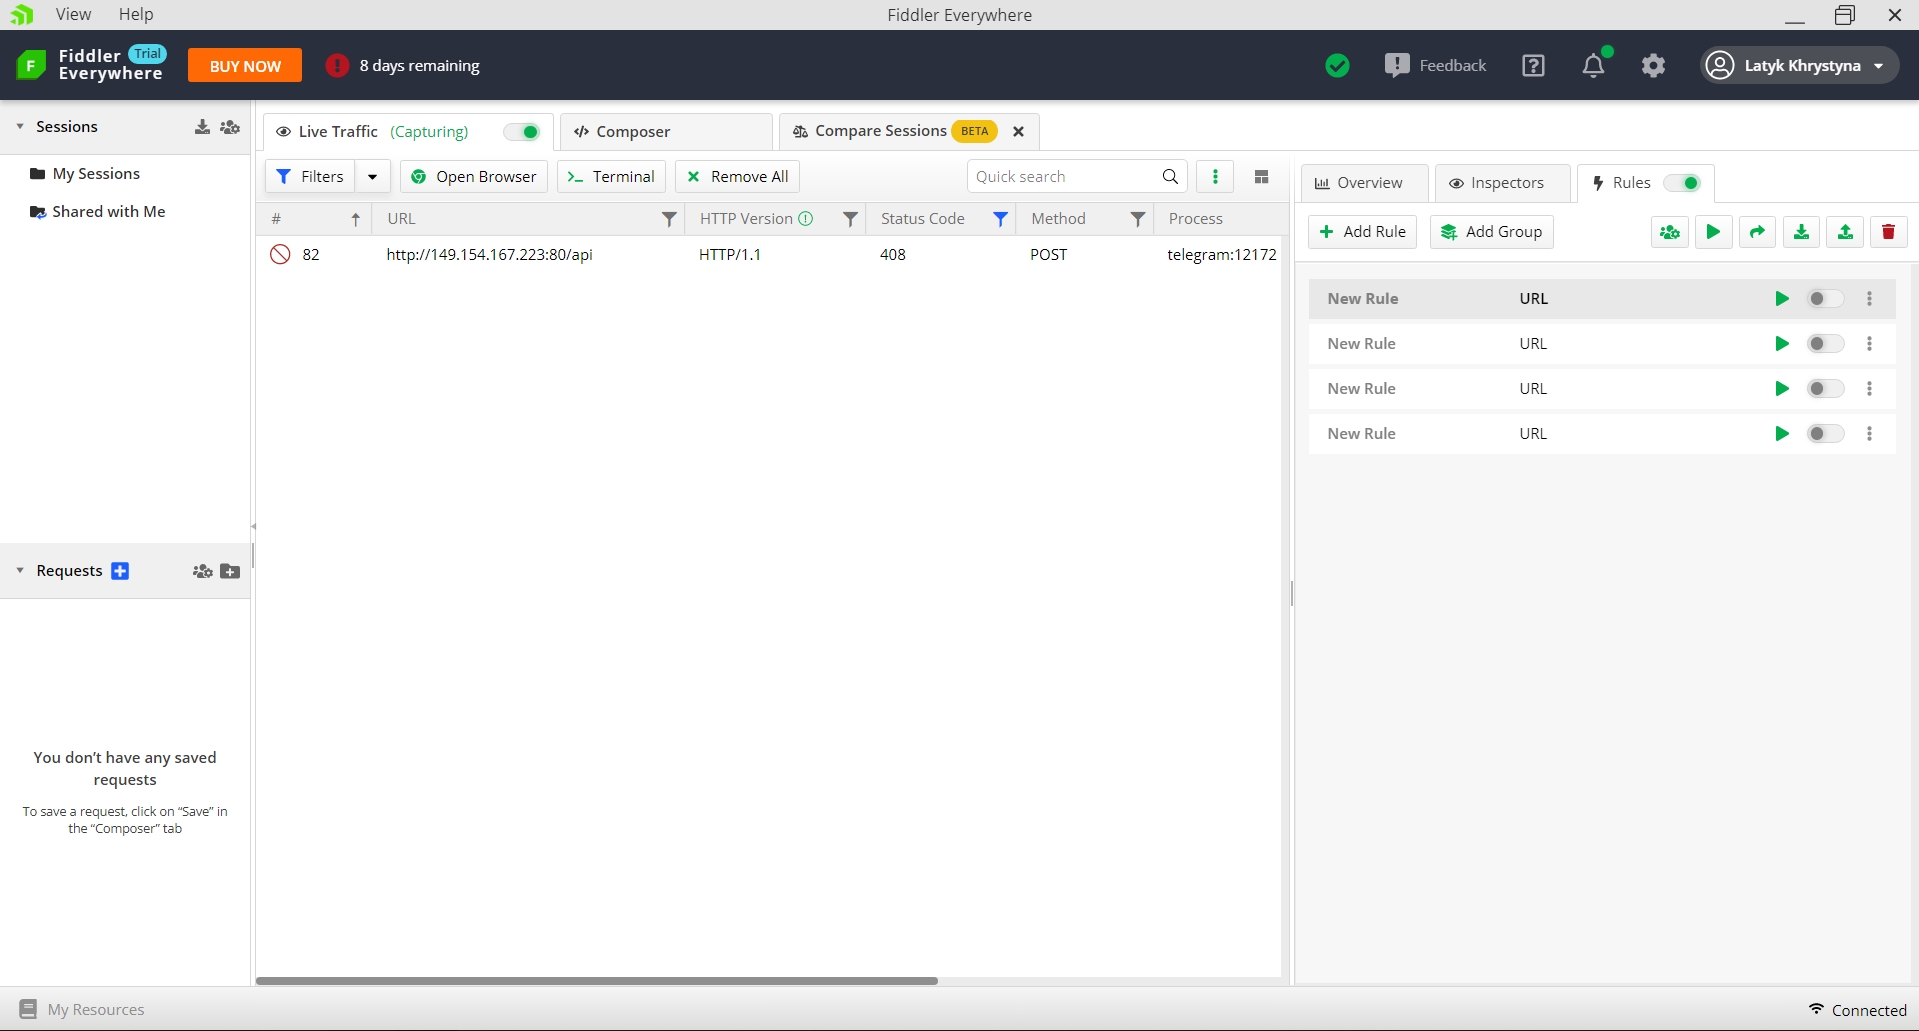 View Help Fiddler Everywhere
Fiddler Everywhere Trial BUY NOW 8 days remaining Feedback Latyk Khrystyna
Sessions
My Sessions
Shared with Me
Requests
You don't have any saved
requests
To save a request, click on “Save” in
the “Composer” tab
Live Traffic (Capturing) Composer Compare Sessions BETA
Filters Open Browser Terminal Remove All Quick search
# URL HTTP Version Status Code Method Process
82 http://149.154.167.223:80/api HTTP/1.1 408 POST telegram:12172
Overview Inspectors Rules
Add Rule Add Group
New Rule URL
New Rule URL
New Rule URL
New Rule URL
My Resources Connected